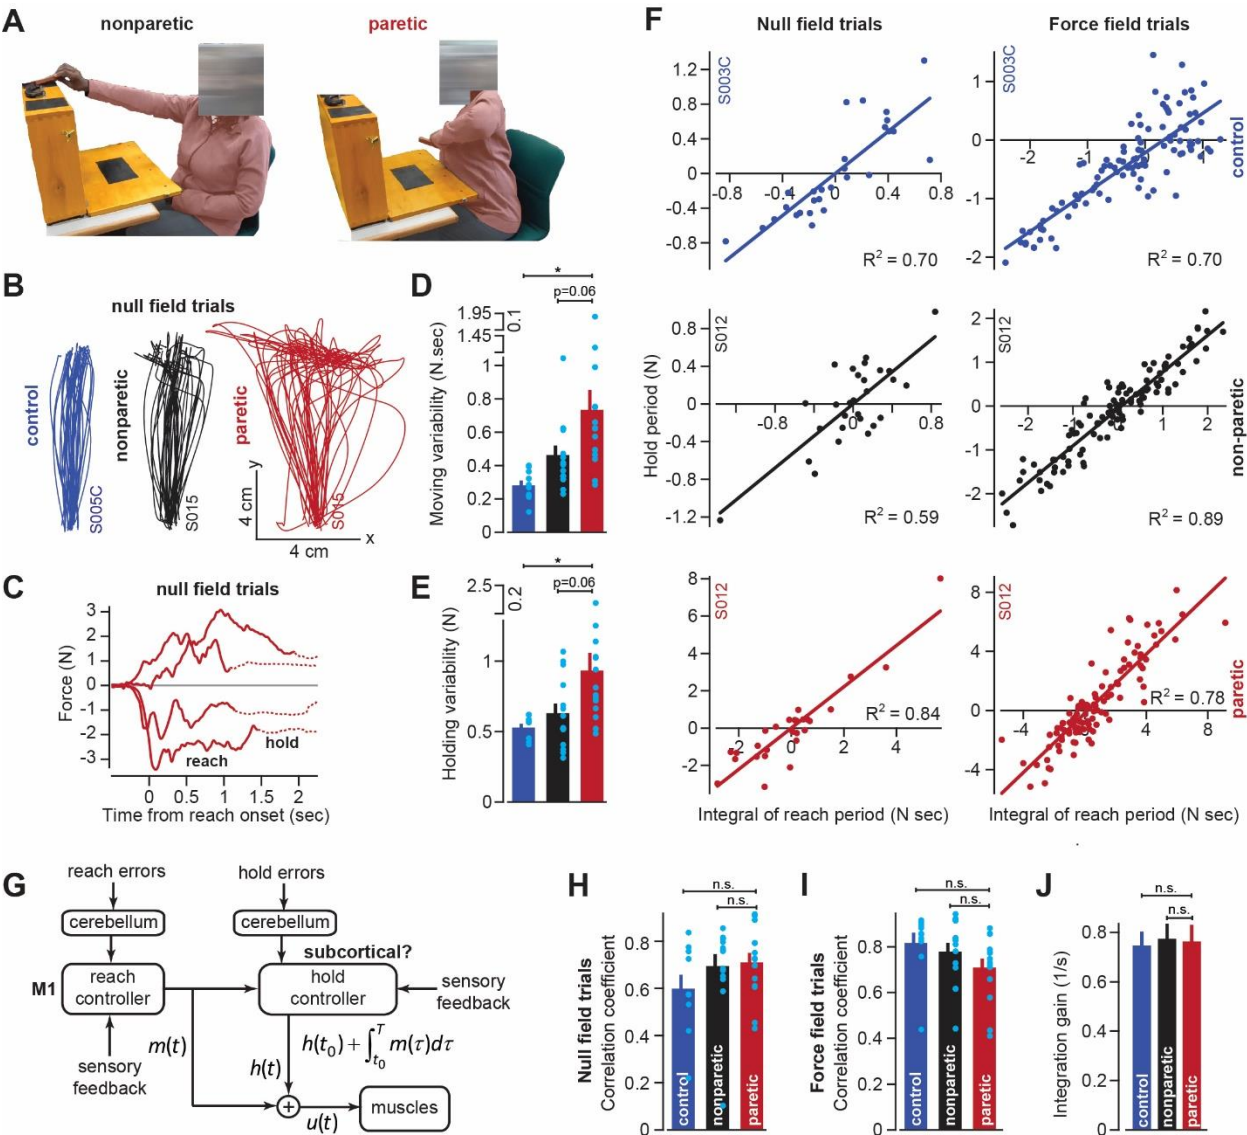 A
nonparetic
paretic
B
null field trials
control
S005C
nonparetic
S015
paretic
S015
y
4 cm
4 cm
x
C
null field trials
Force (N)
3
2
1
0
-1
-2
-3
hold
reach
0
0.5
1
1.5
2
Time from reach onset (sec)
D
*
p=0.06
Moving variability (N.sec)
1.95
1.45
0.1
1
0.8
0.6
0.4
0.2
0
E
*
p=0.06
Holding variability (N)
2.5
0.2
1
0.5
0
F
Null field trials
Force field trials
S003C
1.2
0.8
0.4
0
-0.4
-0.8
-0.8
-0.4
0
0.4
0.8
R² = 0.70
S003C
1
0
-1
-2
-2
-1
1
R² = 0.70
control
Hold period (N)
S012
0.8
0.4
0
-0.4
-0.8
-1.2
-0.8
0
0.8
R² = 0.59
S012
2
1
0
-1
-2
-2
-1
0
1
2
R² = 0.89
non-paretic
S012
8
6
4
2
0
-2
-2
0
2
4
R² = 0.84
Integral of reach period (N sec)
S012
8
4
0
-4
-4
0
4
8
R² = 0.78
paretic
Integral of reach period (N sec)
G
reach errors
hold errors
cerebellum
cerebellum
subcortical?
M1
reach
controller
hold
controller
sensory
feedback
sensory
feedback
m(t)
h(t)
h(t₀) + ∫ₜ₀ᵀ m(τ)dτ
+
u(t)
muscles
H
n.s.
n.s.
Null field trials
Correlation coefficient
0.8
0.6
0.4
0.2
0
control
nonparetic
paretic
I
n.s.
n.s.
Force field trials
Correlation coefficient
0.8
0.6
0.4
0.2
0
control
nonparetic
paretic
J
n.s.
n.s.
Integration gain (1/s)
0.8
0.4
0.2
0
control
nonparetic
paretic